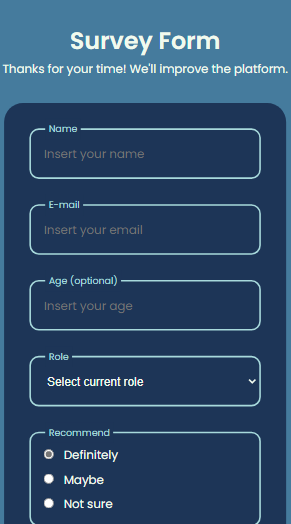 Survey Form
Thanks for your time! We'll improve the platform.
Name
Insert your name
E-mail
Insert your email
Age (optional)
Insert your age
Role
Select current role
Recommend
Definitely
Maybe
Not sure